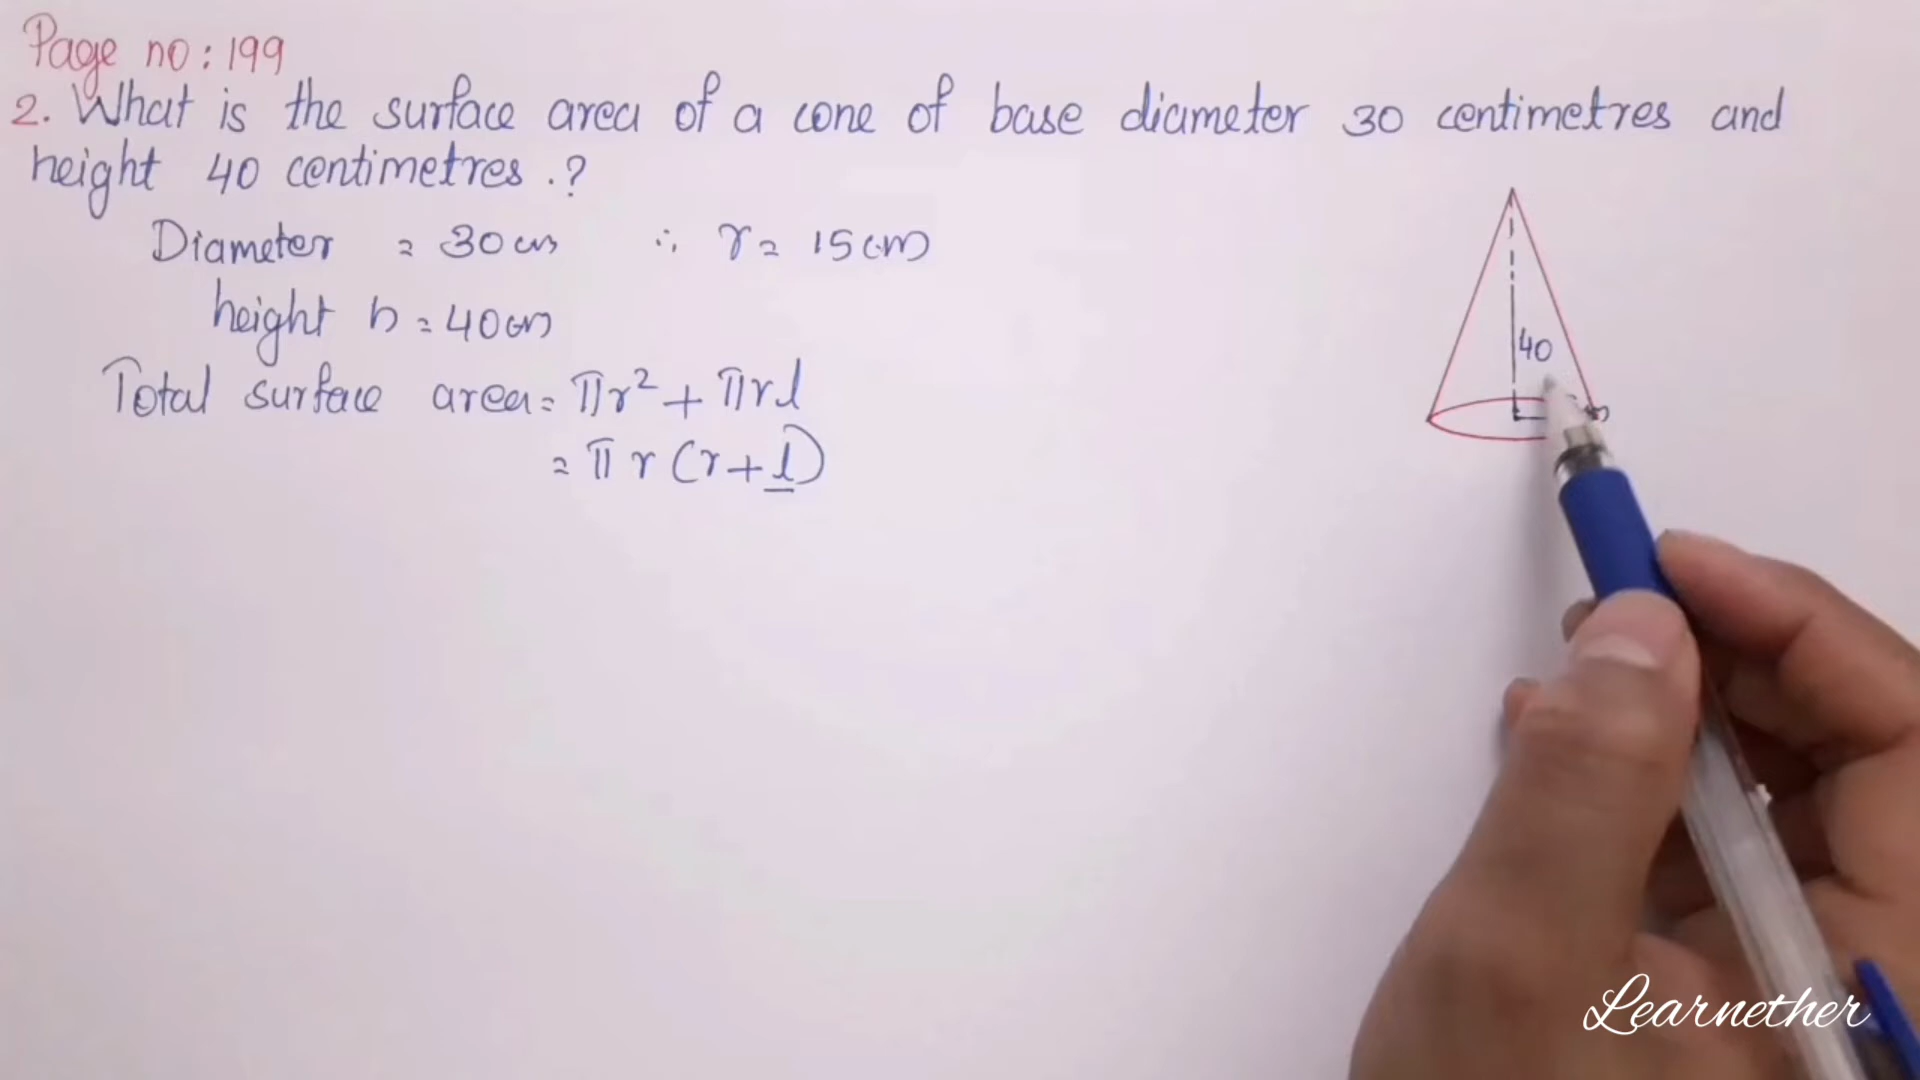 Page no : 199
2. What is the surface area of a cone of base diameter 30 centimetres and
height 40 centimetres .?
Diameter = 30 cm ∴ r = 15 cm
height h = 40 cm
40
Total surface area = πr² + πrl
= πr (r + l)
Learnether